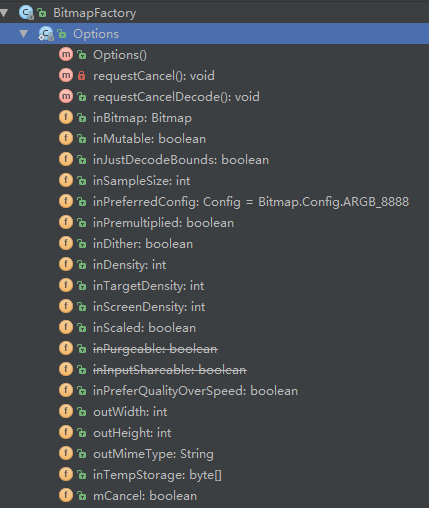 BitmapFactory
Options
Options()
requestCancel(): void
requestCancelDecode(): void
inBitmap: Bitmap
inMutable: boolean
inJustDecodeBounds: boolean
inSampleSize: int
inPreferredConfig: Config = Bitmap.Config.ARGB_8888
inPremultiplied: boolean
inDither: boolean
inDensity: int
inTargetDensity: int
inScreenDensity: int
inScaled: boolean
inPurgeable: boolean
inInputShareable: boolean
inPreferQualityOverSpeed: boolean
outWidth: int
outHeight: int
outMimeType: String
inTempStorage: byte[]
mCancel: boolean